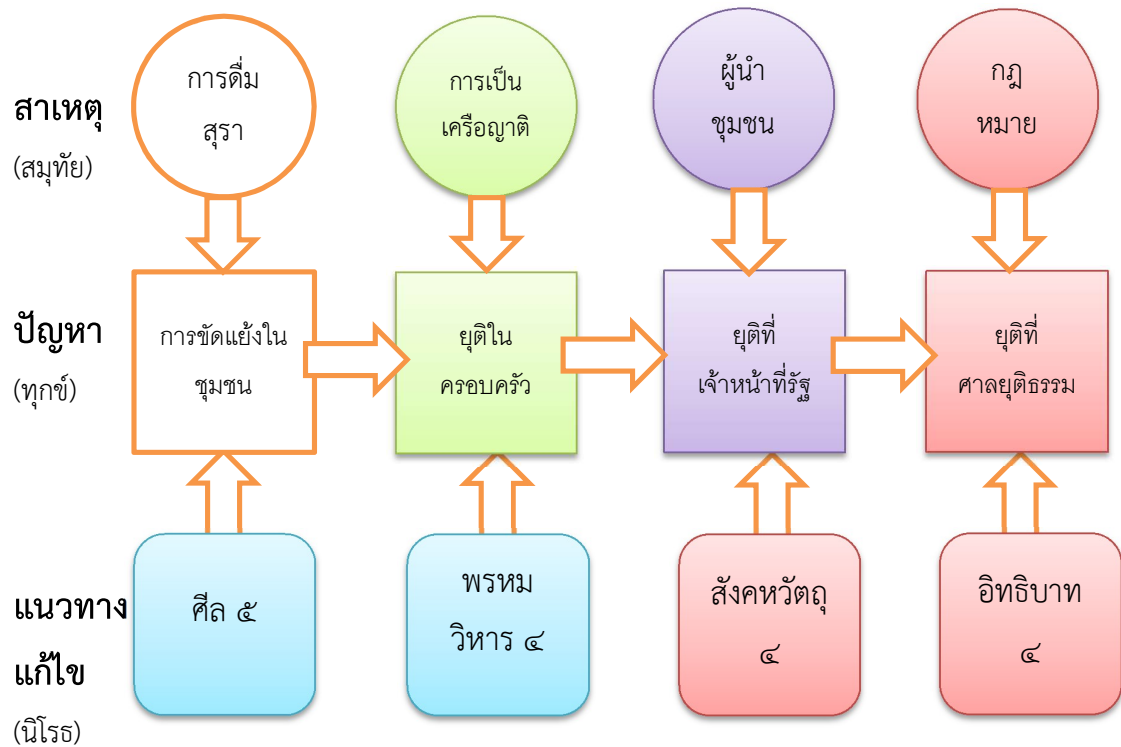 สาเหตุ
(สมุทัย)
การดื่ม
สุรา
การเป็น
เครือญาติ
ผู้นำ
ชุมชน
กฎ
หมาย
ปัญหา
(ทุกข์)
การขัดแย้งใน
ชุมชน
ยุติใน
ครอบครัว
ยุติที่
เจ้าหน้าที่รัฐ
ยุติที่
ศาลยุติธรรม
แนวทาง
แก้ไข
(นิโรธ)
ศีล ๕
พรหม
วิหาร ๔
สังคหวัตถุ
๔
อิทธิบาท
๔